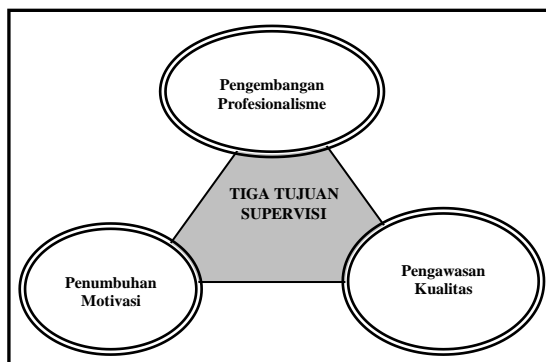 Pengembangan
Profesionalisme
TIGA TUJUAN
SUPERVISI
Penumbuhan
Motivasi
Pengawasan
Kualitas